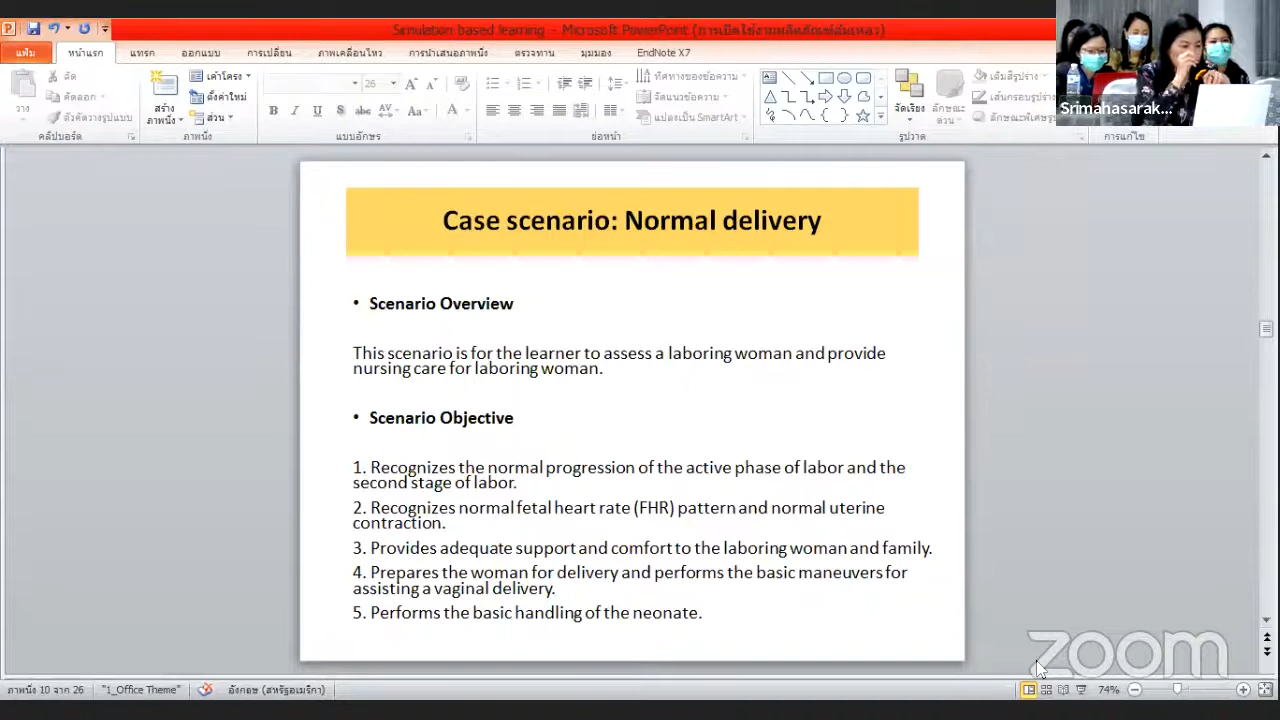 Simulation based learning - Microsoft PowerPoint (การเปิดใช้งานผลิตภัณฑ์ล้มเหลว)
แฟ้ม หน้าแรก แทรก ออกแบบ การเปลี่ยน ภาพเคลื่อนไหว การนำเสนอภาพนิ่ง ตรวจทาน มุมมอง EndNote X7
วาง
ตัด
คัดลอก
ตัวคัดวางรูปแบบ
คลิปบอร์ด
สร้าง
ภาพนิ่ง
เค้าโครง
ตั้งค่าใหม่
ส่วน
ภาพนิ่ง
26
แบบอักษร
ทิศทางของข้อความ
จัดแนวข้อความ
แปลงเป็น SmartArt
ย่อหน้า
จัดเรียง
ลักษณะ
ด่วน
เติมสีรูปร่าง
เส้นกรอบรูปร่าง
ลักษณะพิเศษรูปร่าง
รูปวาด
การแก้ไข
Srimahasarak...
Case scenario: Normal delivery
• Scenario Overview
This scenario is for the learner to assess a laboring woman and provide
nursing care for laboring woman.
• Scenario Objective
1. Recognizes the normal progression of the active phase of labor and the
second stage of labor.
2. Recognizes normal fetal heart rate (FHR) pattern and normal uterine
contraction.
3. Provides adequate support and comfort to the laboring woman and family.
4. Prepares the woman for delivery and performs the basic maneuvers for
assisting a vaginal delivery.
5. Performs the basic handling of the neonate.
zoom
ภาพนิ่ง 10 จาก 26 "1_Office Theme" อังกฤษ (สหรัฐอเมริกา) 74%